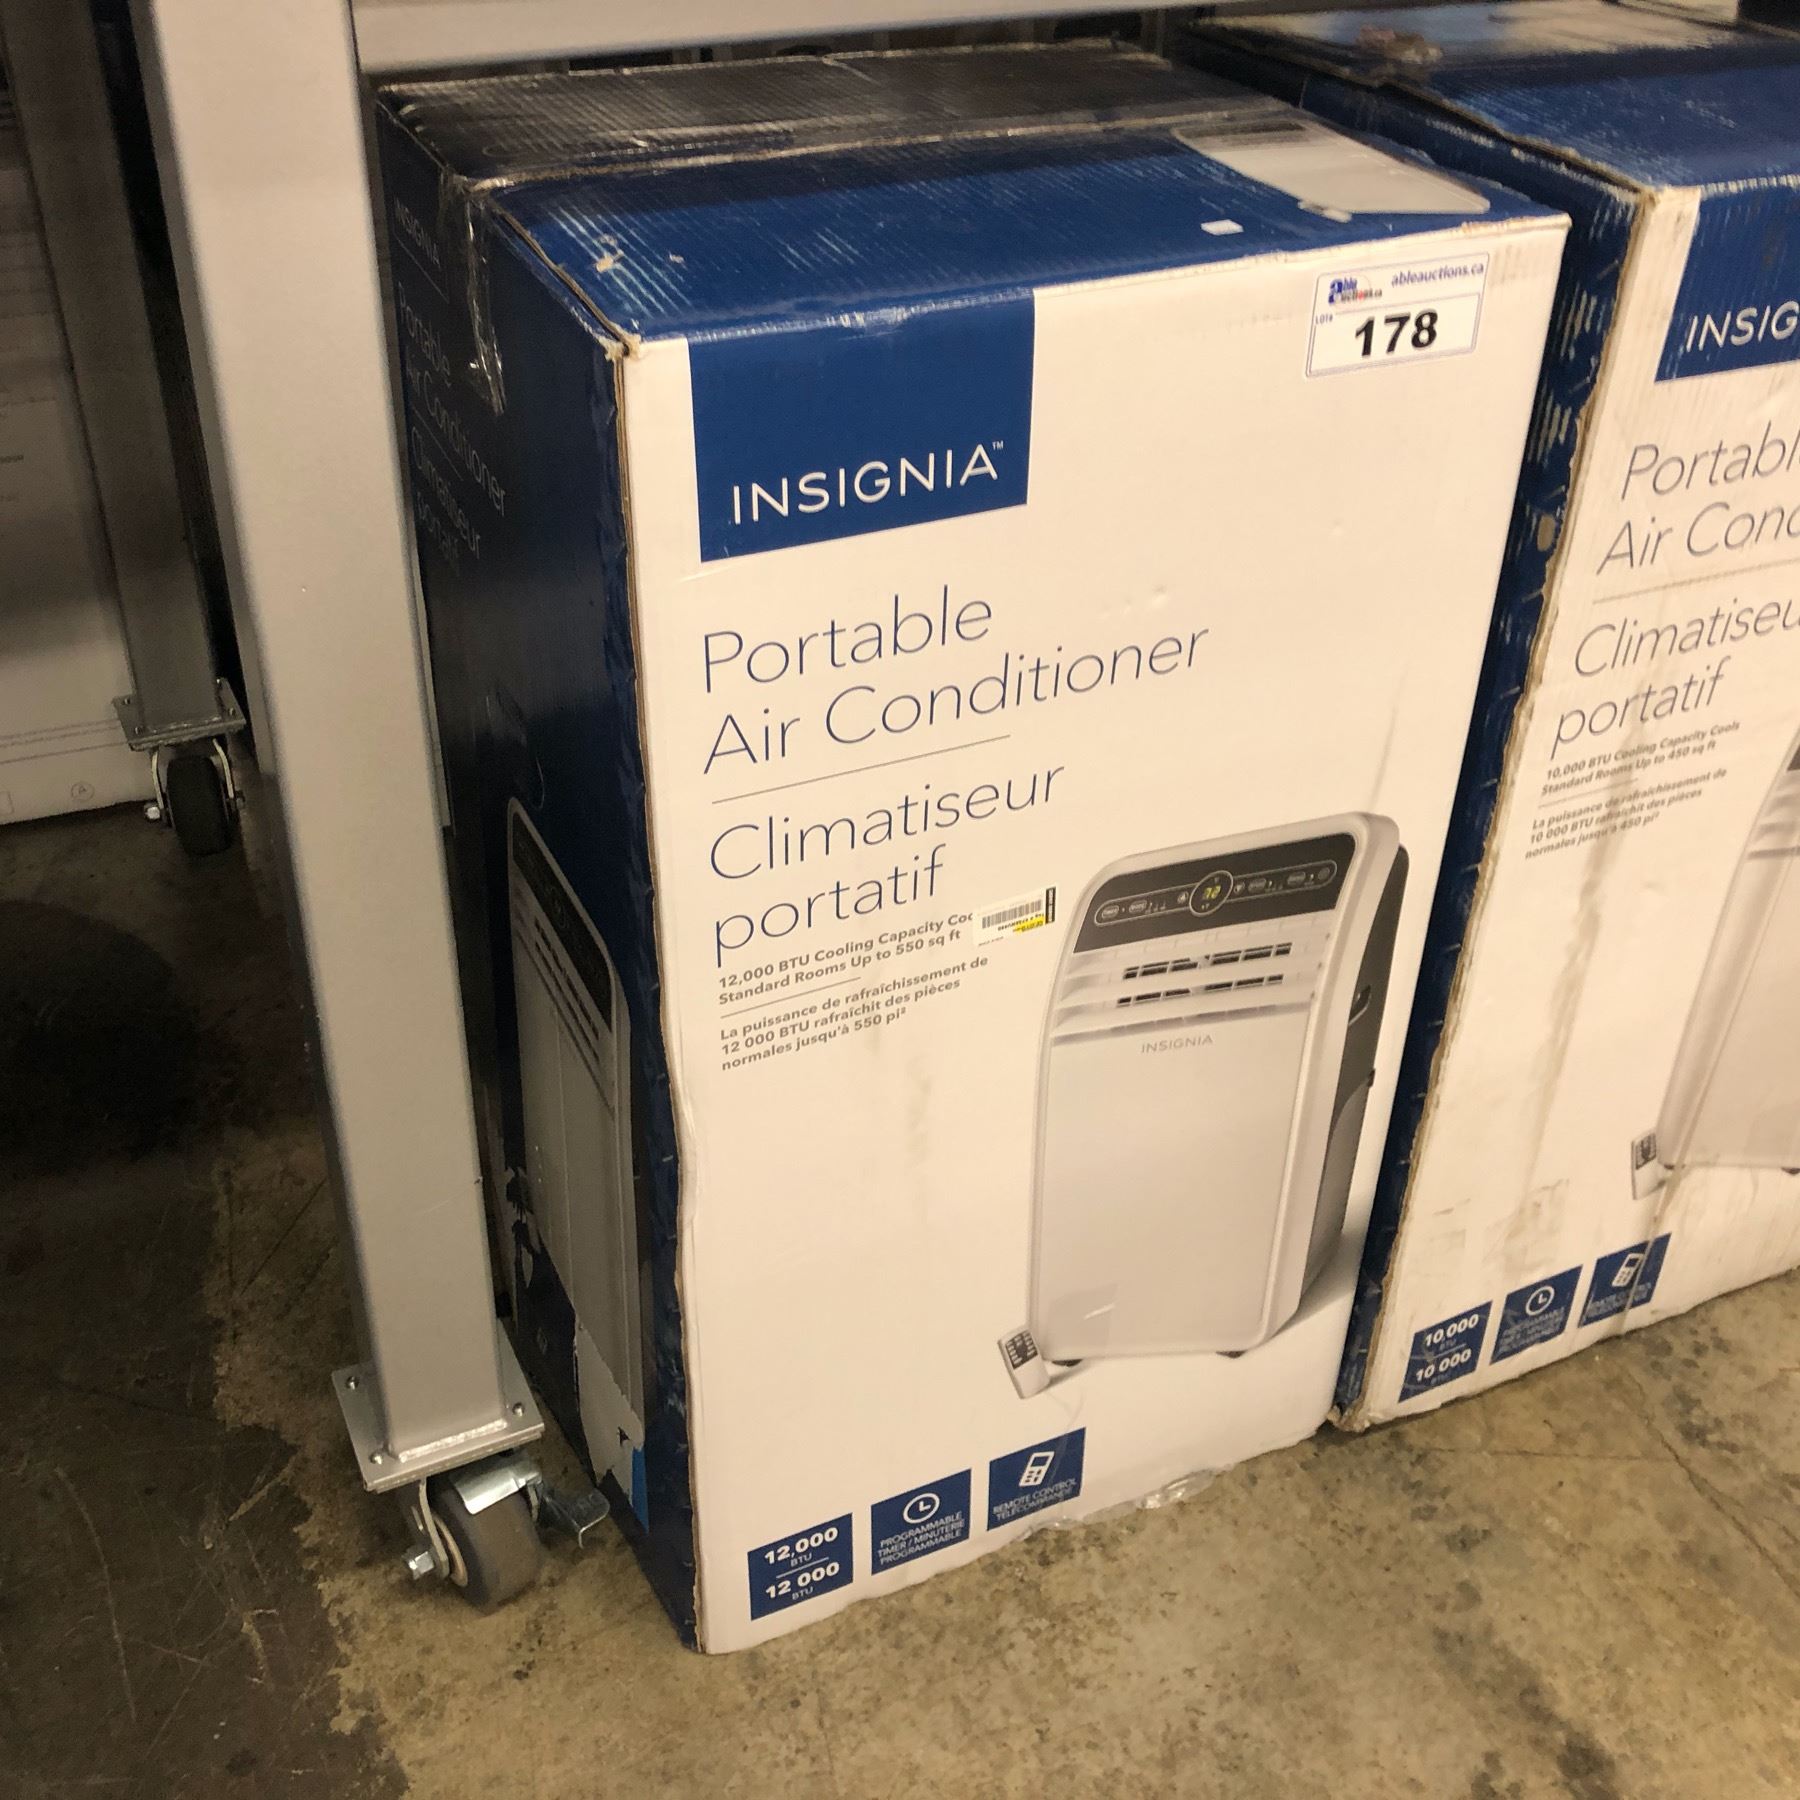 ableauctions.ca
LOT#
178
INSIGNIA™
Portable
Air Conditioner
Climatiseur
portatif
12,000 BTU Cooling Capacity
Standard Rooms Up to 550 sq ft
La puissance de rafraîchissement de
12 000 BTU rafraîchit des pièces
normales jusqu'à 550 pi²
INSIGNIA
12,000
BTU
12 000
BTU
PROGRAMMABLE
TIMER / MINUTERIE
PROGRAMMABLE
REMOTE CONTROL
TÉLÉCOMMANDE
INSIGNIA
Portable
Air Conditioner
Climatiseur
portatif
INSIG
Portabl
Air Conc
Climatiseu
portatif
10,000 BTU Cooling Capacity Cools
Standard Rooms Up to 450 sq ft
La puissance de rafraîchissement de
10 000 BTU rafraîchit des pièces
normales jusqu'à 450 pi²
10,000
BTU
10 000
BTU